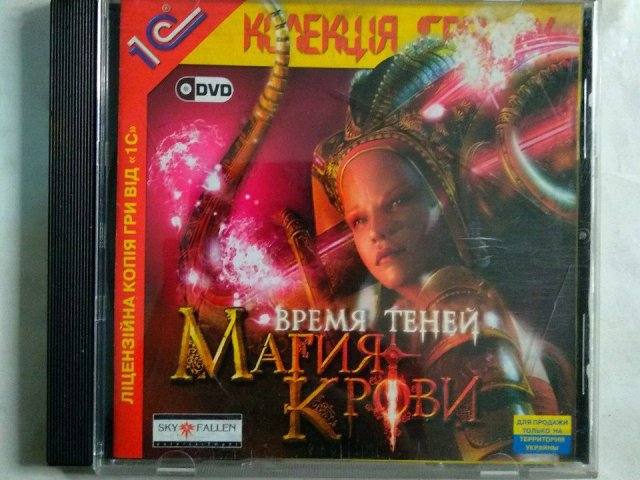 1С
КОЛЕКЦІЯ
DVD
ЛІЦЕНЗІЙНА КОПІЯ ГРИ ВІД «1С»
ВРЕМЯ ТЕНЕЙ
МАГИЯ
КРОВИ
SKY FALLEN
ДЛЯ ПРОДАЖИ
ТОЛЬКО НА
ТЕРРИТОРИИ
УКРАИНЫ